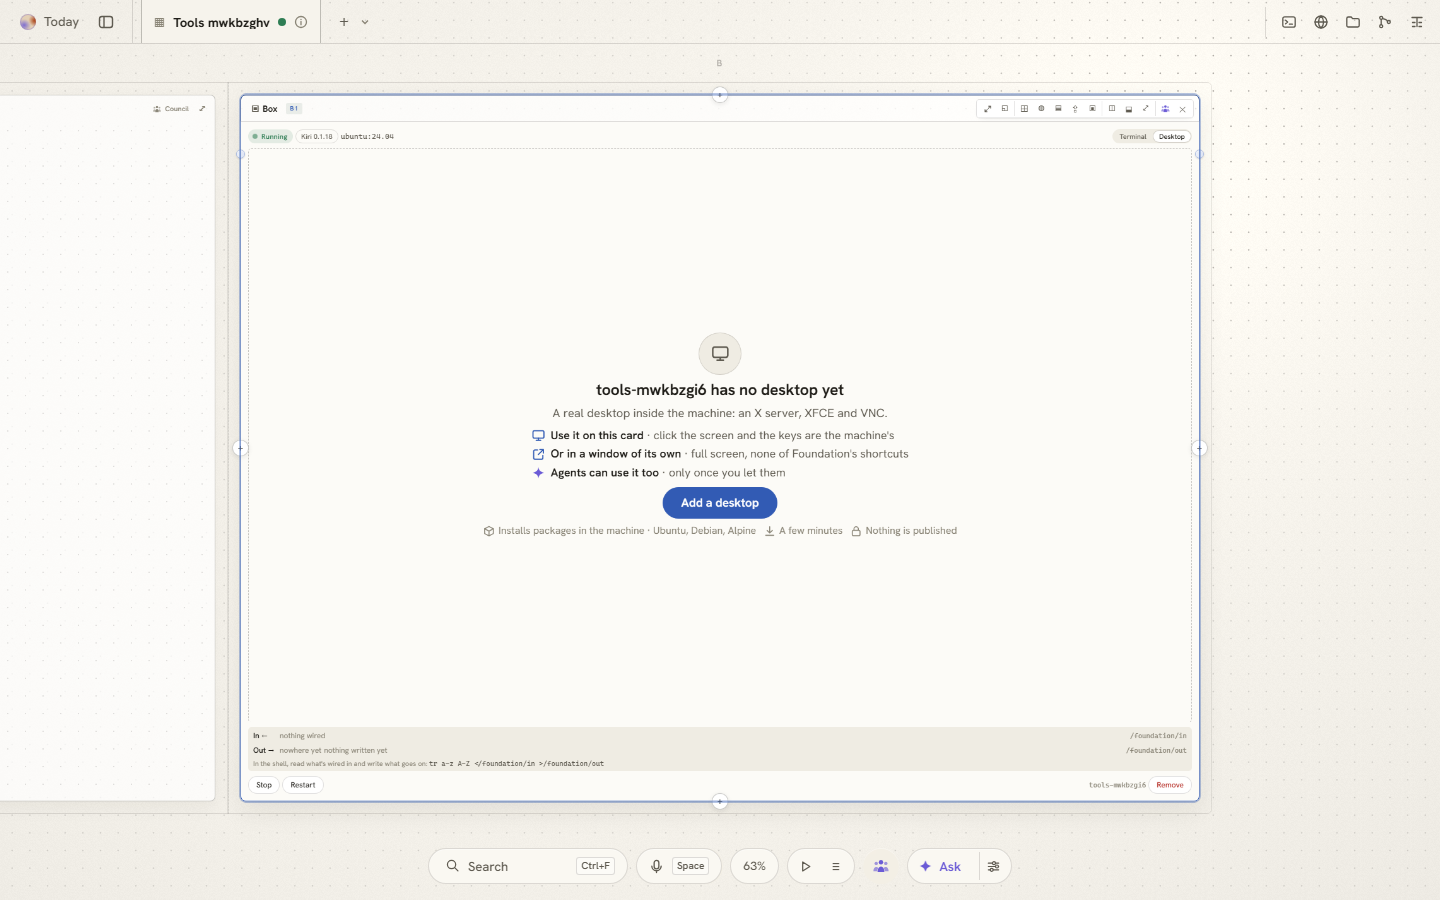 Today
Tools mwkbzghv
B
Council
Box
B1
Running
Kiri 0.1.18
ubuntu:24.04
Terminal
Desktop
tools-mwkbzgi6 has no desktop yet
A real desktop inside the machine: an X server, XFCE and VNC.
Use it on this card · click the screen and the keys are the machine's
Or in a window of its own · full screen, none of Foundation's shortcuts
Agents can use it too · only once you let them
Add a desktop
Installs packages in the machine · Ubuntu, Debian, Alpine
A few minutes
Nothing is published
In ← nothing wired
/foundation/in
Out → nowhere yet nothing written yet
/foundation/out
In the shell, read what's wired in and write what goes on: tr a-z A-Z </foundation/in >/foundation/out
Stop
Restart
tools-mwkbzgi6
Remove
Search
Ctrl+F
Space
63%
Ask